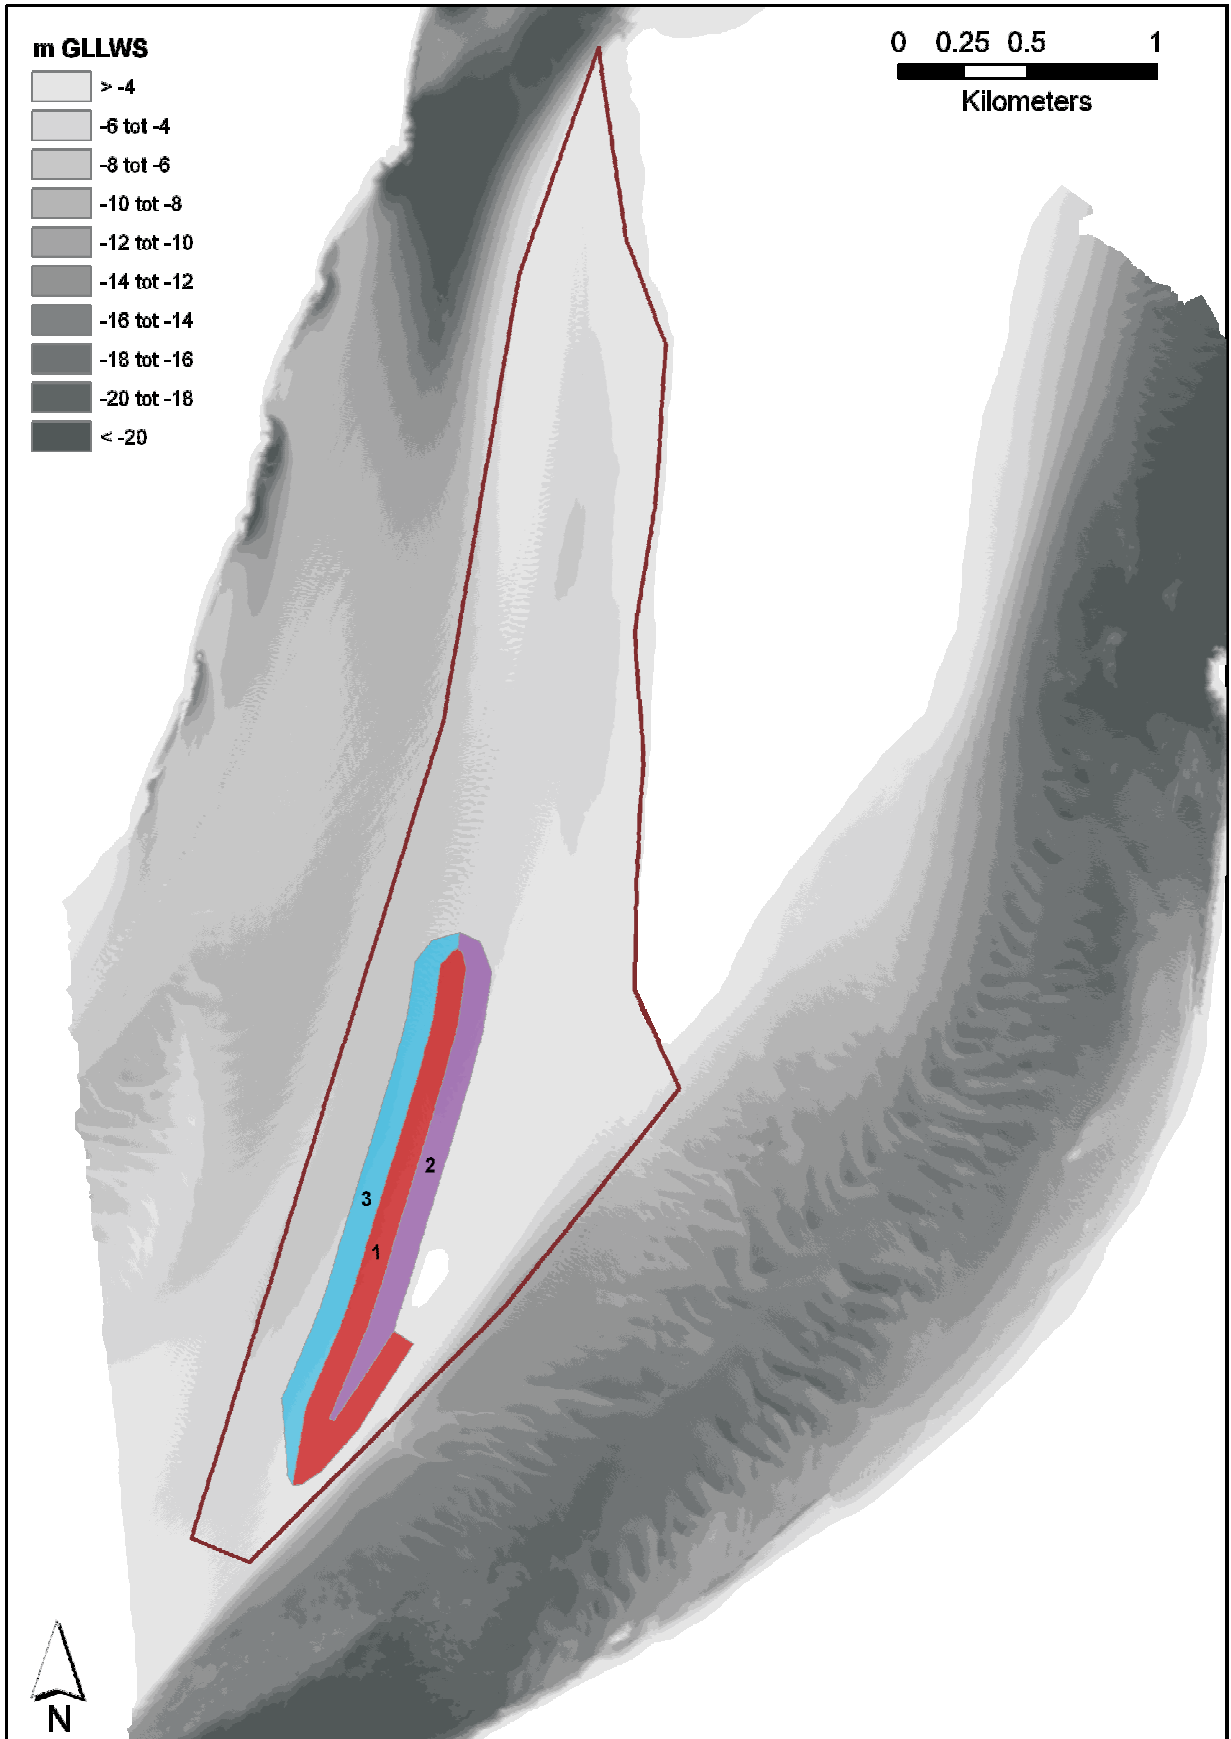 m GLLWS
> -4
-6 tot -4
-8 tot -6
-10 tot -8
-12 tot -10
-14 tot -12
-16 tot -14
-18 tot -16
-20 tot -18
< -20
0 0.25 0.5 1
Kilometers
2
3
1
N